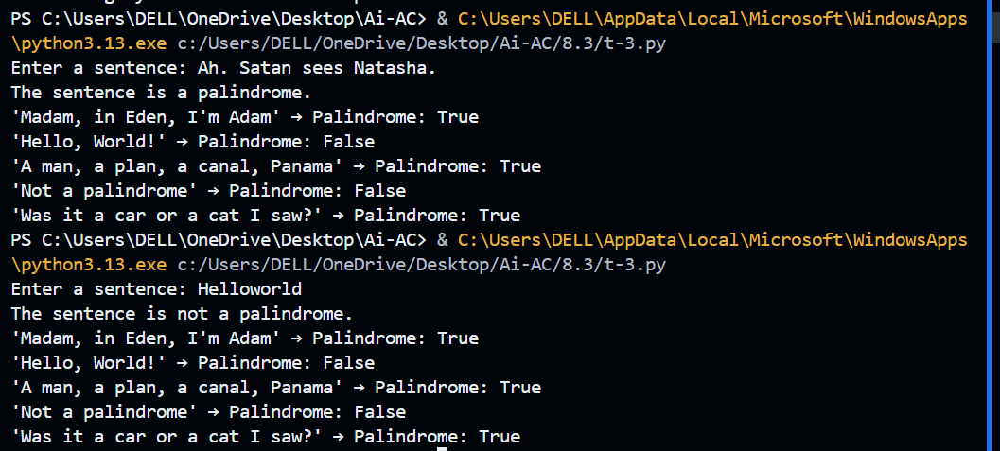 PS C:\Users\DELL\OneDrive\Desktop\Ai-AC> & C:\Users\DELL\AppData\Local\Microsoft\WindowsApps
\python3.13.exe c:/Users/DELL/OneDrive/Desktop/Ai-AC/8.3/t-3.py
Enter a sentence: Ah. Satan sees Natasha.
The sentence is a palindrome.
'Madam, in Eden, I'm Adam' → Palindrome: True
'Hello, World!' → Palindrome: False
'A man, a plan, a canal, Panama' → Palindrome: True
'Not a palindrome' → Palindrome: False
'Was it a car or a cat I saw?' → Palindrome: True
PS C:\Users\DELL\OneDrive\Desktop\Ai-AC> & C:\Users\DELL\AppData\Local\Microsoft\WindowsApps
\python3.13.exe c:/Users/DELL/OneDrive/Desktop/Ai-AC/8.3/t-3.py
Enter a sentence: Helloworld
The sentence is not a palindrome.
'Madam, in Eden, I'm Adam' → Palindrome: True
'Hello, World!' → Palindrome: False
'A man, a plan, a canal, Panama' → Palindrome: True
'Not a palindrome' → Palindrome: False
'Was it a car or a cat I saw?' → Palindrome: True